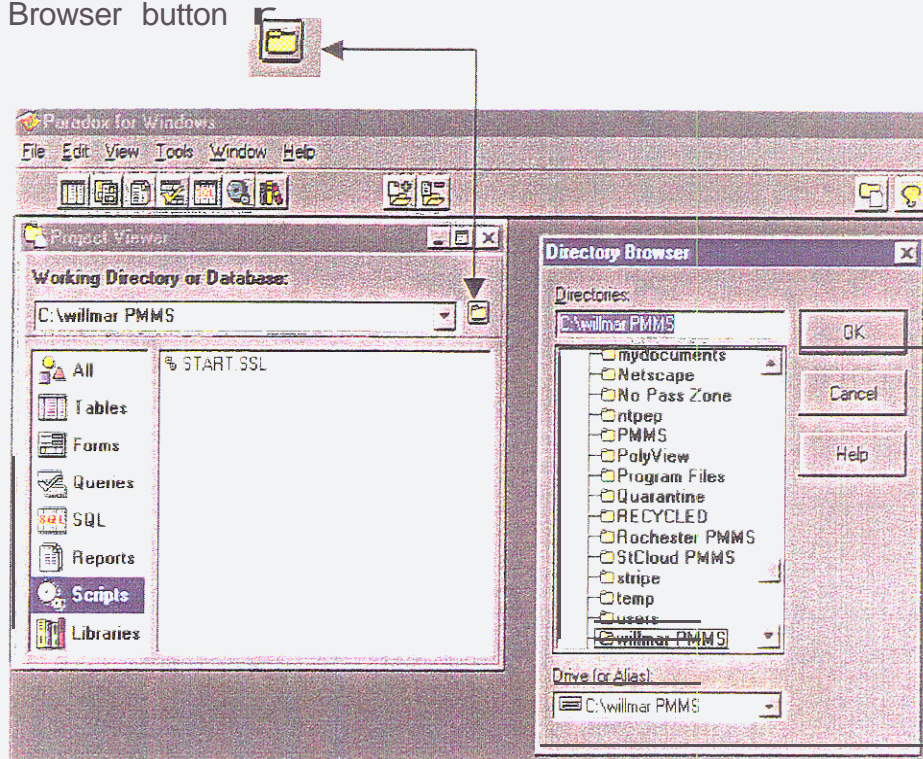 Browser button
Paradox for Windows
File Edit View Tools Window Help
Project Viewer
Working Directory or Database:
C:\willmar PMMS
All
Tables
Forms
Queries
SQL
Reports
Scripts
Libraries
START.SSL
Directory Browser
Directories:
C:\willmar PMMS
mydocuments
Netscape
No Pass Zone
ntpep
PMMS
PolyView
Program Files
Quarantine
RECYCLED
Rochester PMMS
StCloud PMMS
stripe
temp
users
willmar PMMS
Drive (or Alias):
C:\willmar PMMS
OK
Cancel
Help